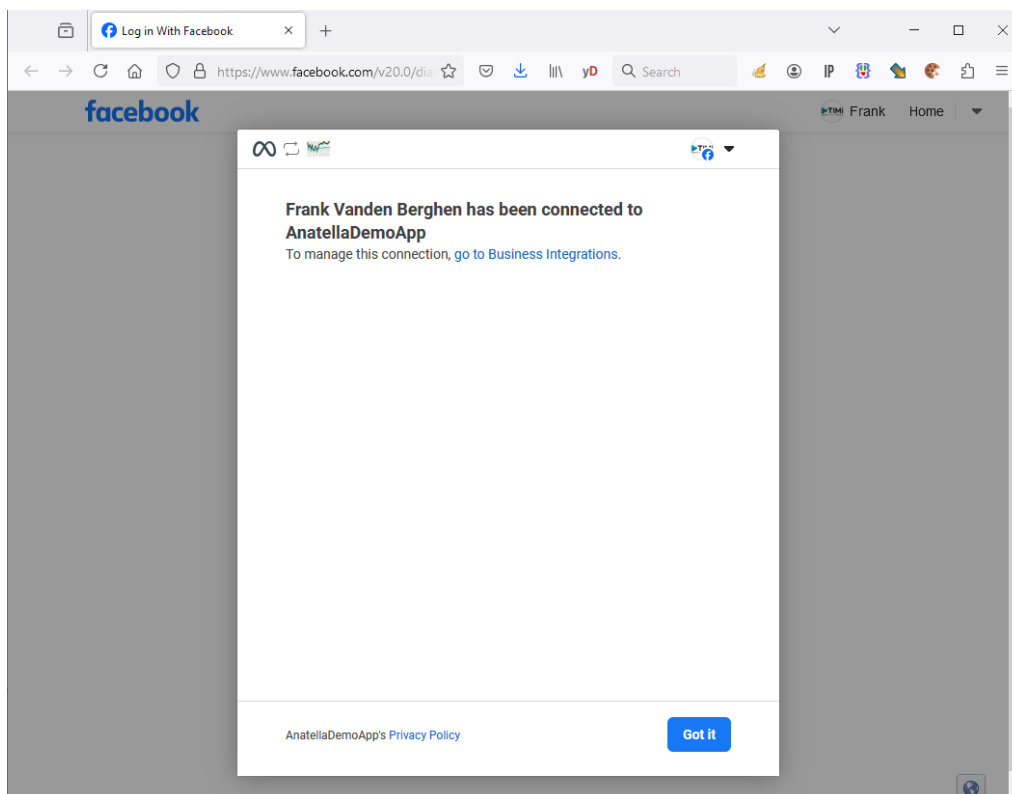 Log in With Facebook
https://www.facebook.com/v20.0/dia
yD
Search
IP
facebook
TIMi Frank Home
Frank Vanden Berghen has been connected to
AnatellaDemoApp
To manage this connection, go to Business Integrations.
AnatellaDemoApp's Privacy Policy
Got it